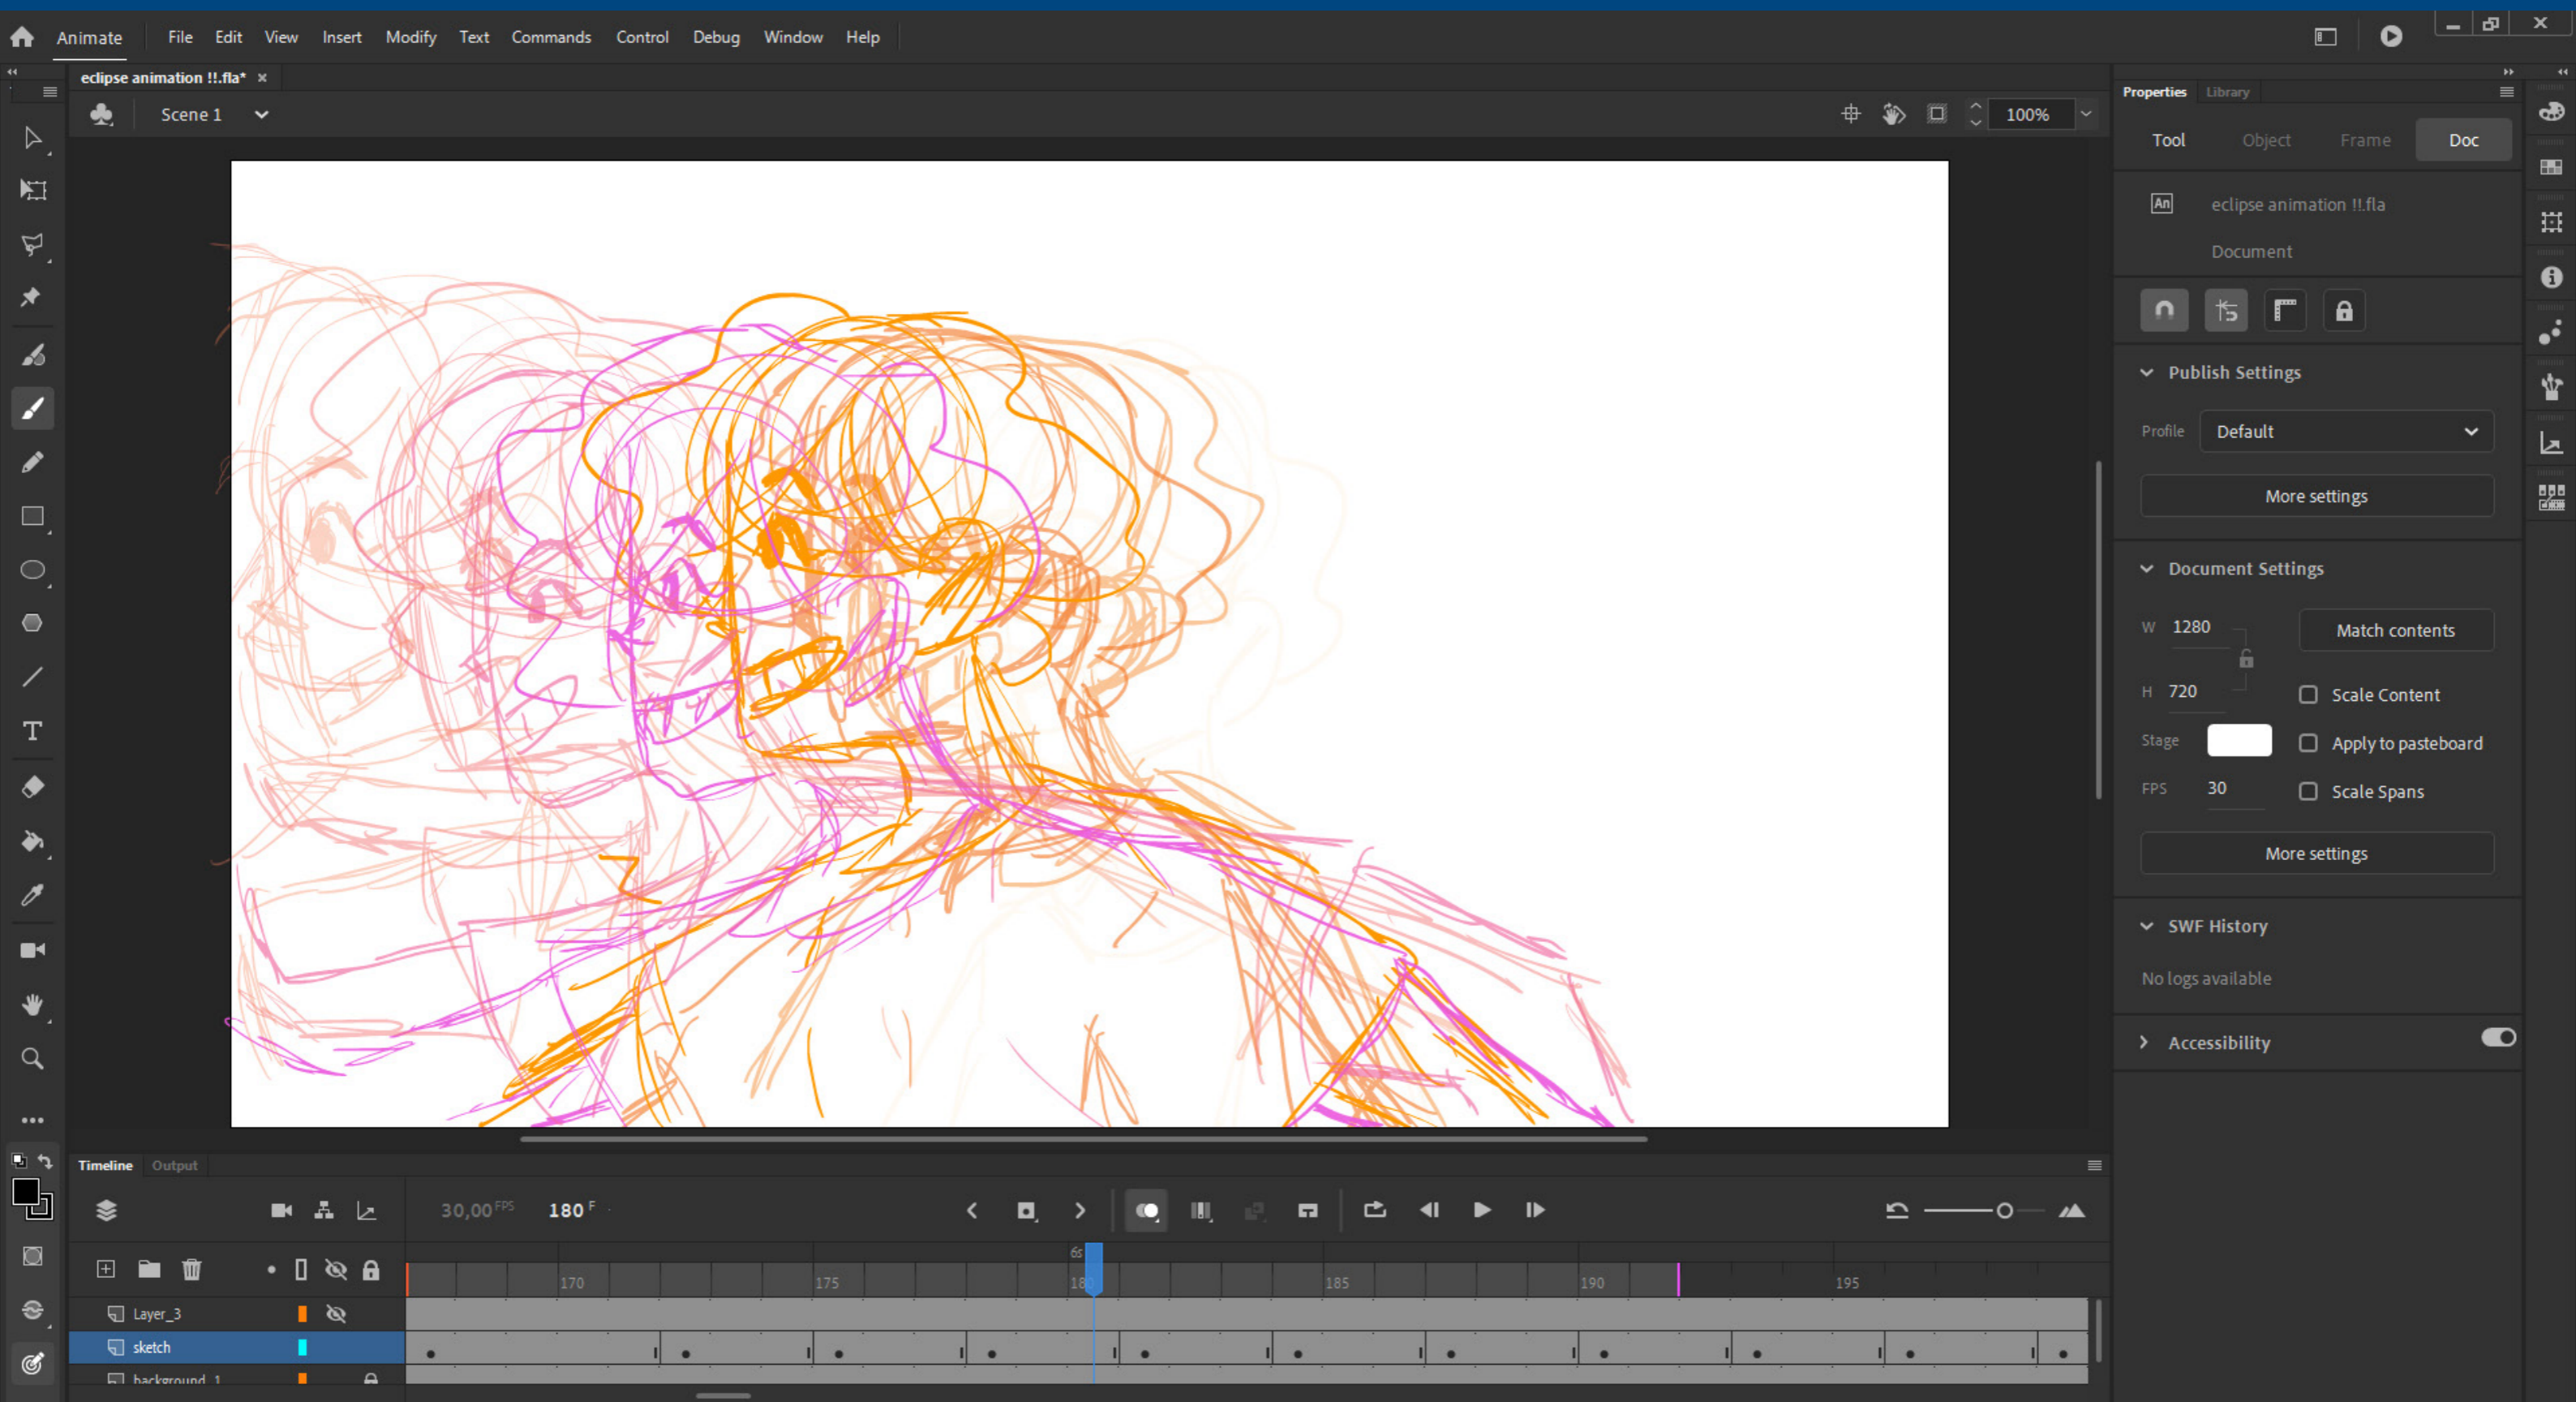 Animate File Edit View Insert Modify Text Commands Control Debug Window Help
eclipse animation !!.fla* ×
Scene 1
100%
Properties Library
Tool Object Frame Doc
An eclipse animation !!.fla
Document
Publish Settings
Profile Default
More settings
Document Settings
W 1280 Match contents
H 720 Scale Content
Stage Apply to pasteboard
FPS 30 Scale Spans
More settings
SWF History
No logs available
Accessibility
T
Timeline Output
30,00 FPS 180 F
6s
170 175 180 185 190 195
Layer_3
sketch
background_1